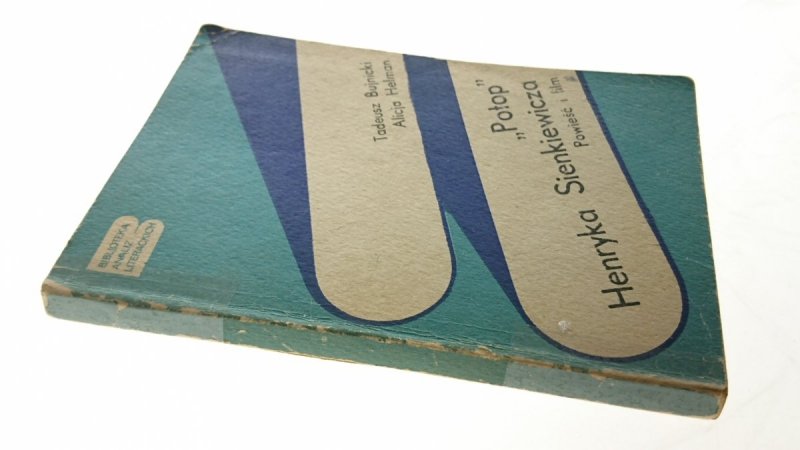 Tadeusz Bujnicki
Alicja Helman
„Potop”
Henryka Sienkiewicza
Powieść i film
BIBLIOTEKA
ANALIZ
LITERACKICH